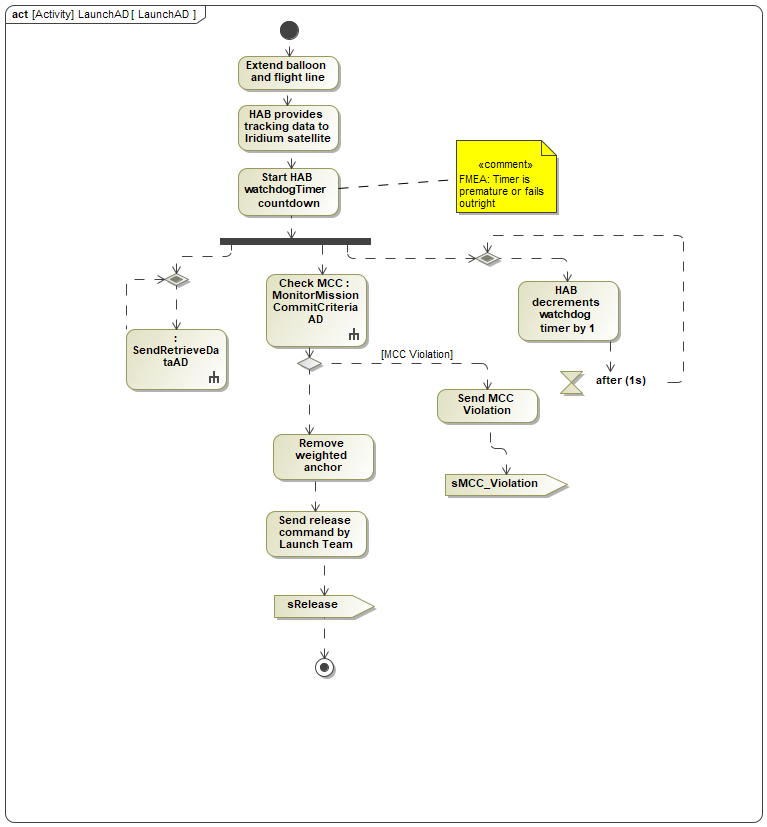 act [Activity] LaunchAD [ LaunchAD ]
Extend balloon
and flight line
HAB provides
tracking data to
Iridium satellite
Start HAB
watchdogTimer
countdown
«comment»
FMEA: Timer is
premature or fails
outright
Check MCC :
MonitorMission
CommitCriteria
AD
HAB
decrements
watchdog
timer by 1
:
SendRetrieveDa
taAD
[MCC Violation]
after (1s)
Send MCC
Violation
Remove
weighted
anchor
sMCC_Violation
Send release
command by
Launch Team
sRelease